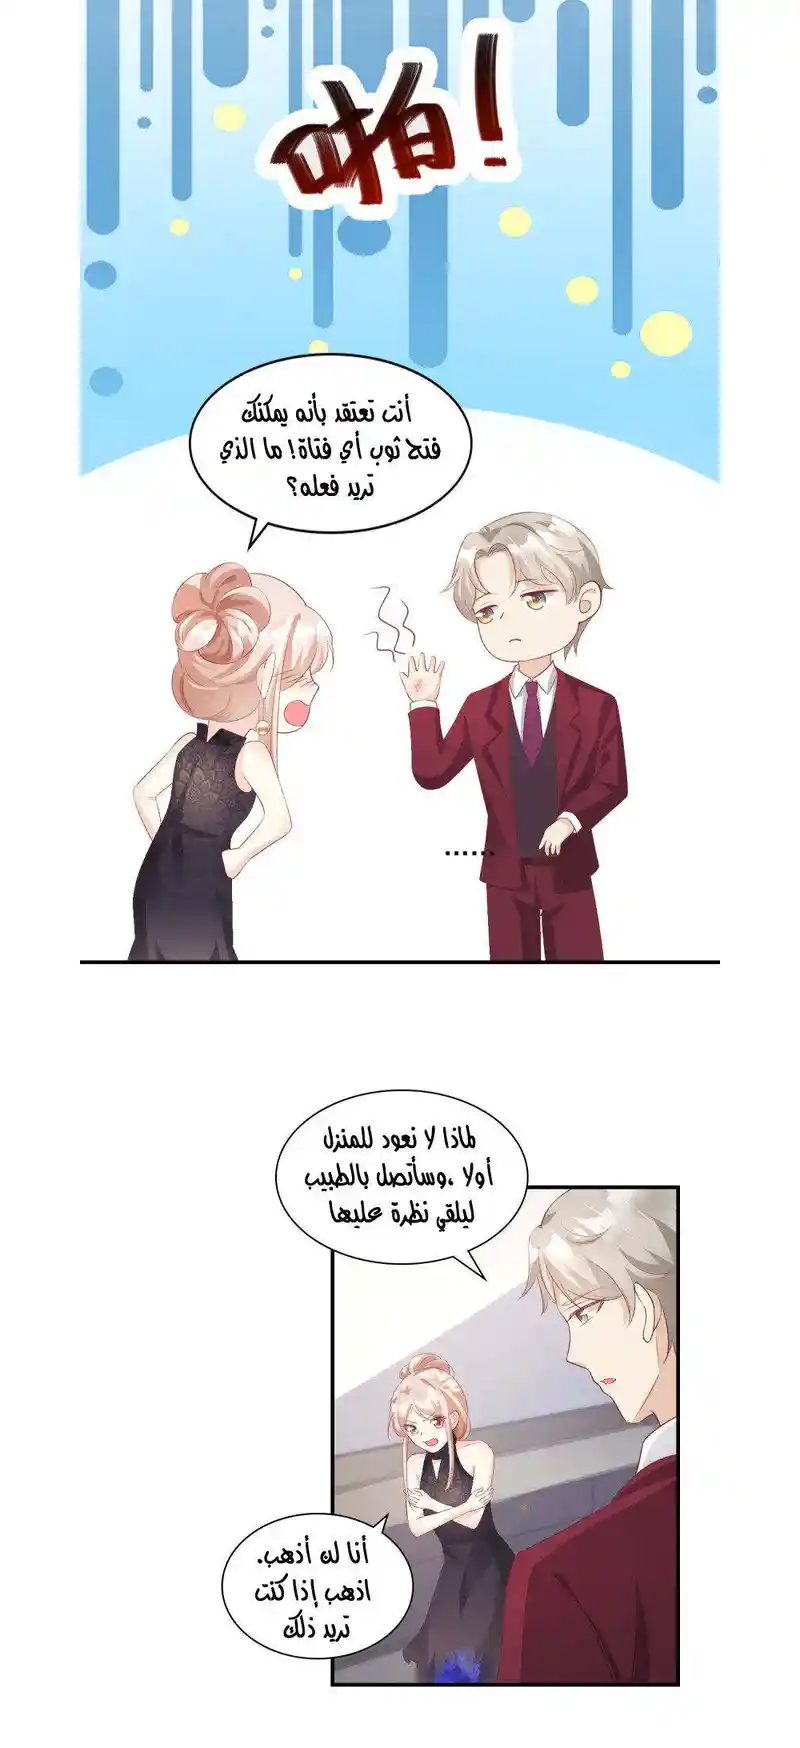 啪!
أنت تعتقد بأنه يمكنك
فتح ثوب أي فتاة! ما الذي
تريد فعله؟
......
لماذا لا نعود للمنزل
أولا ،وسأتصل بالطبيب
ليلقي نظرة عليها
أنا لن أذهب.
اذهب إذا كنت
تريد ذلك